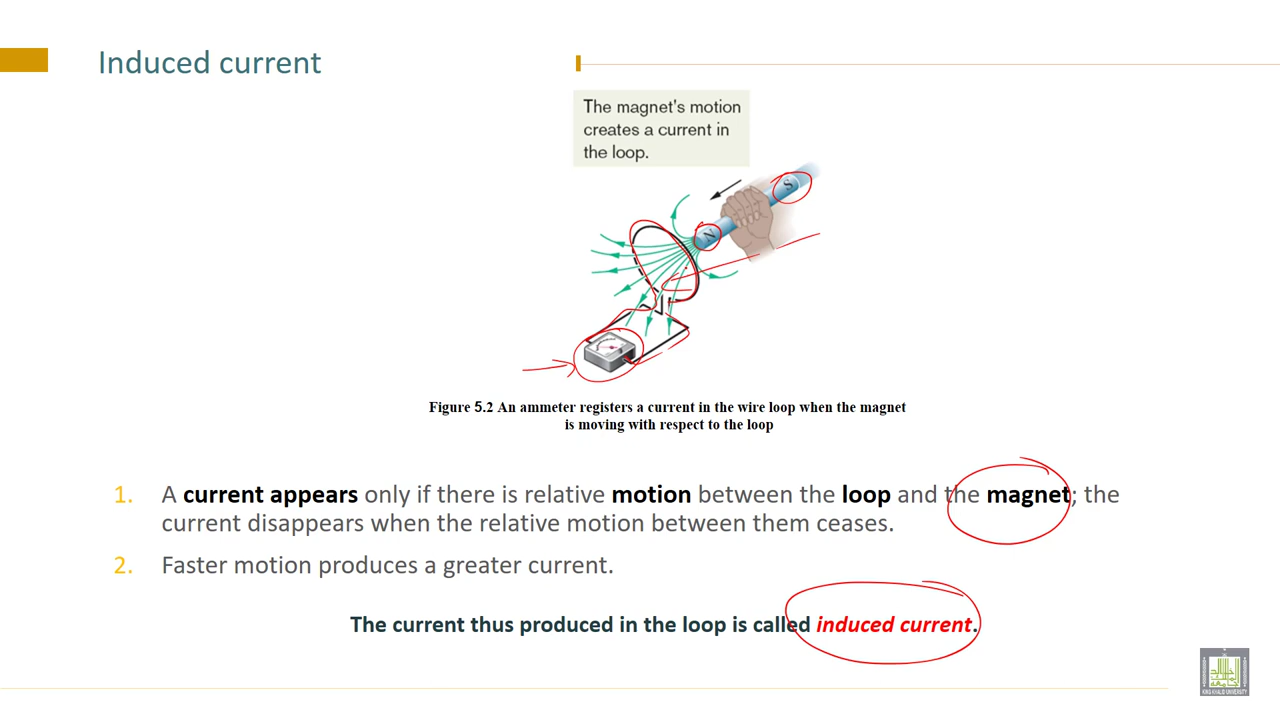 Induced current
The magnet's motion
creates a current in
the loop.
S
N
Figure 5.2 An ammeter registers a current in the wire loop when the magnet
is moving with respect to the loop
1. A current appears only if there is relative motion between the loop and the magnet; the
current disappears when the relative motion between them ceases.
2. Faster motion produces a greater current.
The current thus produced in the loop is called induced current.
KING KHALID UNIVERSITY